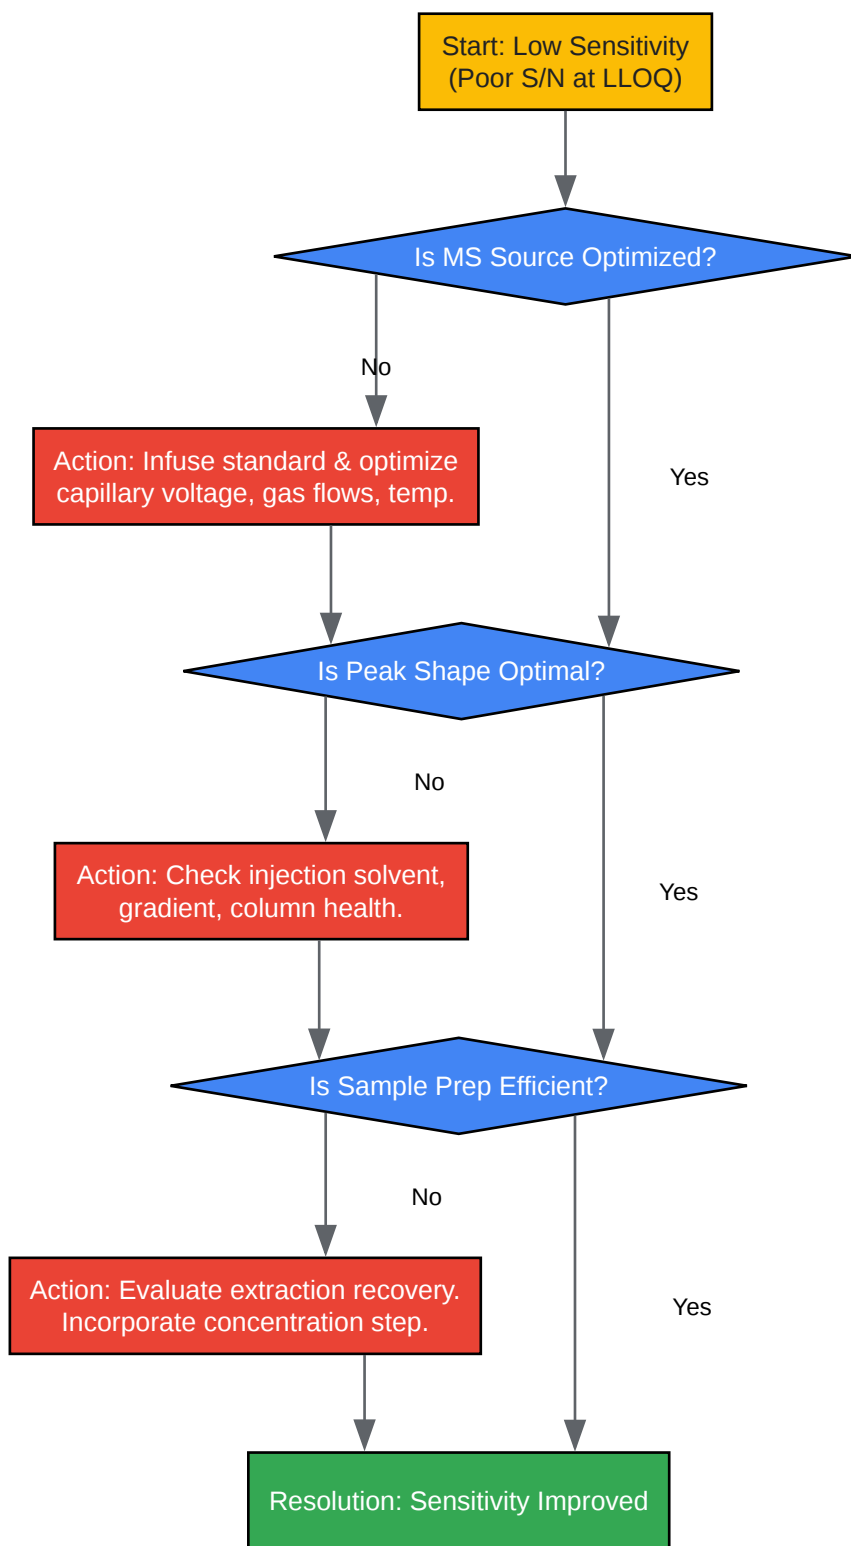 Start: Low Sensitivity
(Poor S/N at LLOQ)
Is MS Source Optimized?
No
Action: Infuse standard & optimize
capillary voltage, gas flows, temp.
Yes
Is Peak Shape Optimal?
No
Action: Check injection solvent,
gradient, column health.
Yes
Is Sample Prep Efficient?
No
Action: Evaluate extraction recovery.
Incorporate concentration step.
Yes
Resolution: Sensitivity Improved